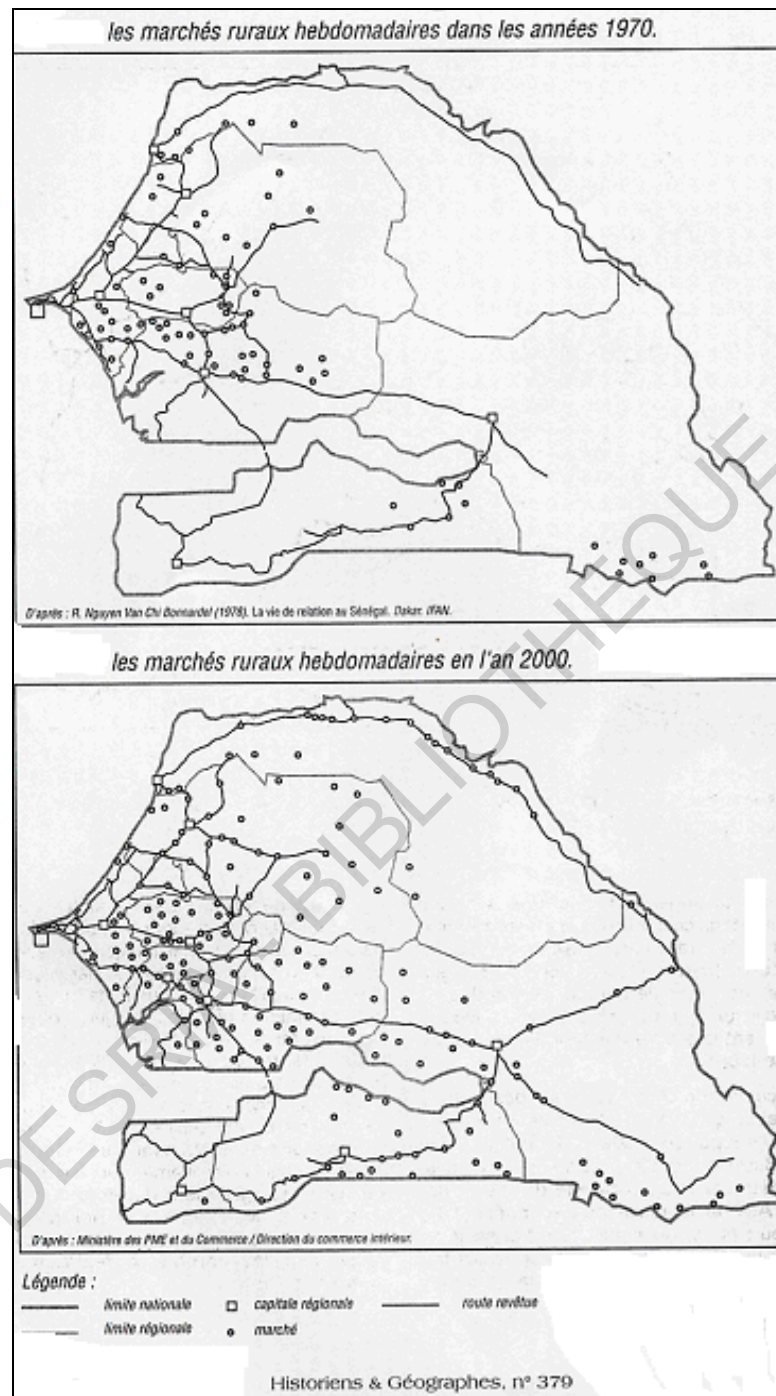 les marchés ruraux hebdomadaires dans les années 1970.
D'après : R. Nguyen Van Chi Bonnardel (1978). La vie de relation au Sénégal. Dakar. IFAN.
les marchés ruraux hebdomadaires en l'an 2000.
D'après : Ministère des PME et du Commerce / Direction du commerce intérieur.
Légende :
limite nationale capitale régionale route revêtue
limite régionale marché
Historiens & Géographes, n° 379
DESRIA - BIBLIOTHEQUE